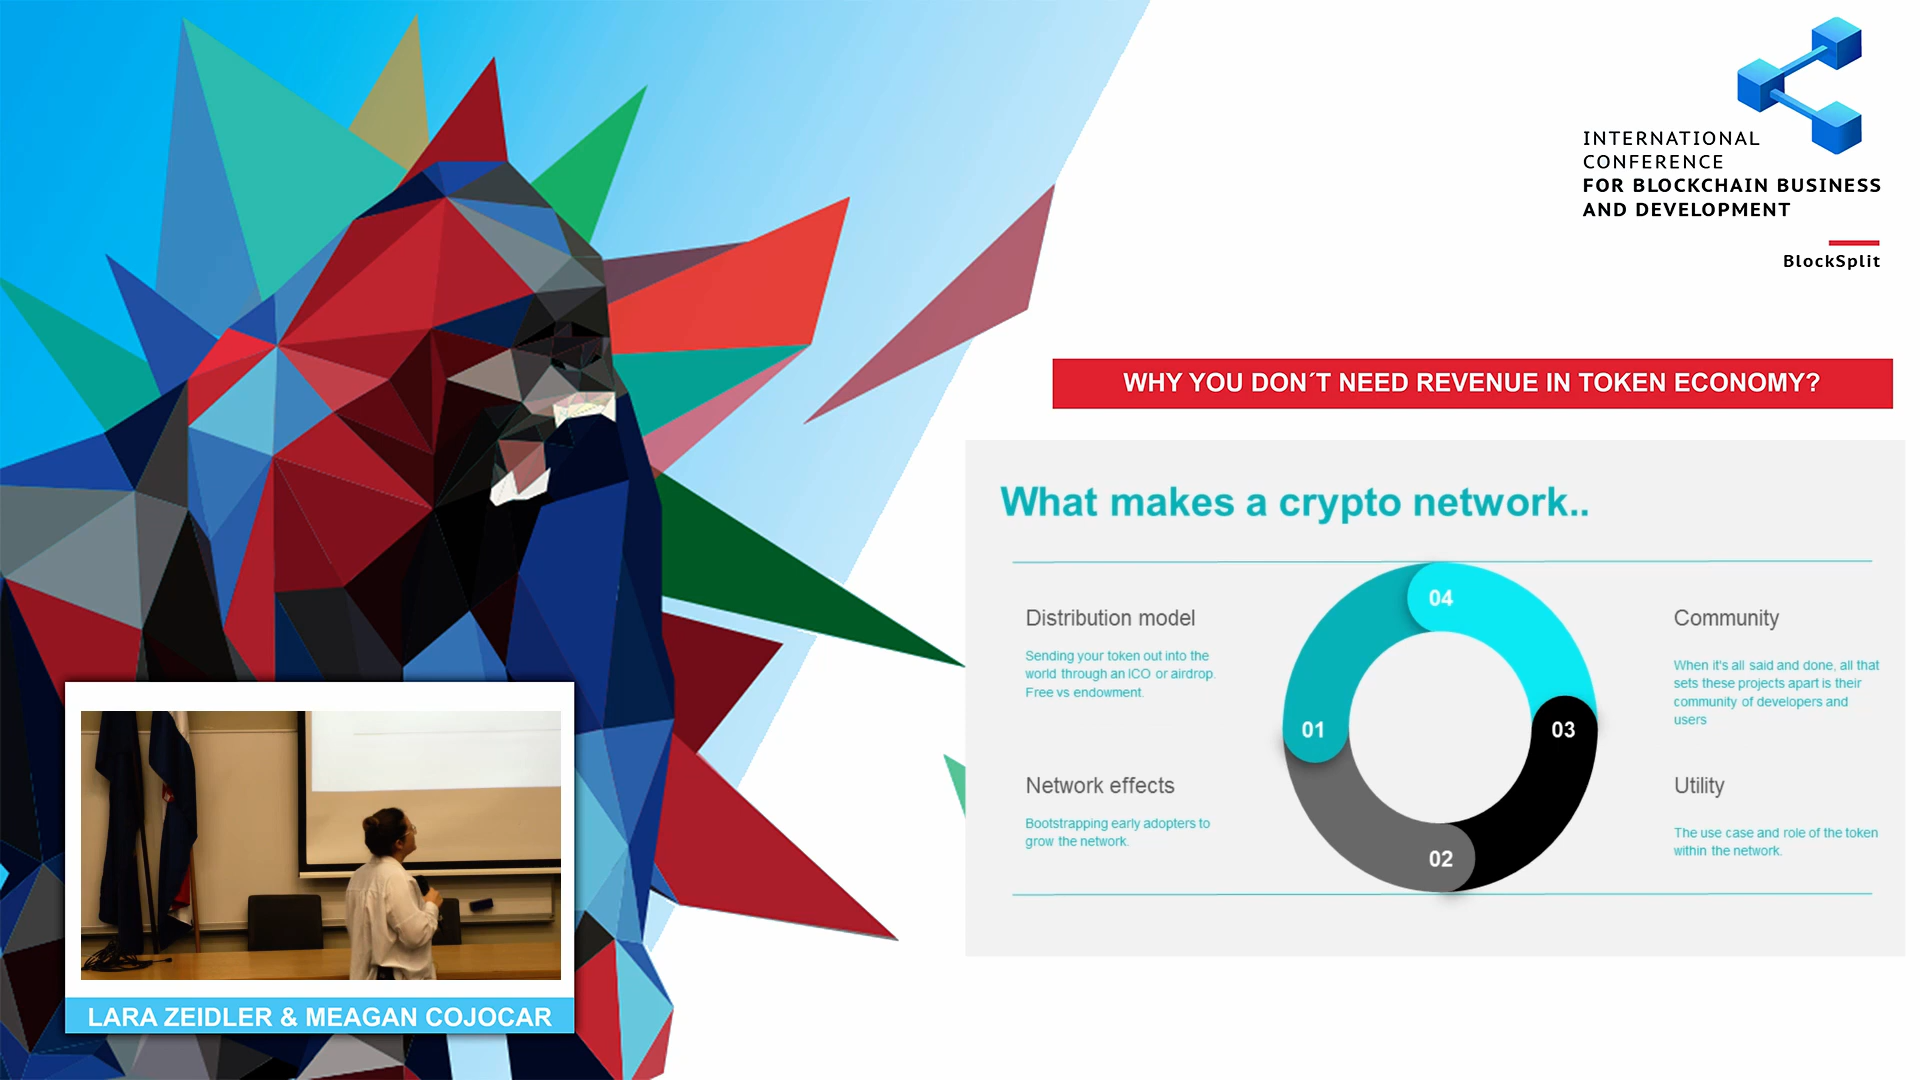 INTERNATIONAL
CONFERENCE
FOR BLOCKCHAIN BUSINESS
AND DEVELOPMENT
BlockSplit
WHY YOU DON´T NEED REVENUE IN TOKEN ECONOMY?
What makes a crypto network..
Distribution model
Sending your token out into the
world through an ICO or airdrop.
Free vs endowment.
Network effects
Bootstrapping early adopters to
grow the network.
04
01
03
02
Community
When it's all said and done, all that
sets these projects apart is their
community of developers and
users
Utility
The use case and role of the token
within the network.
LARA ZEIDLER & MEAGAN COJOCAR